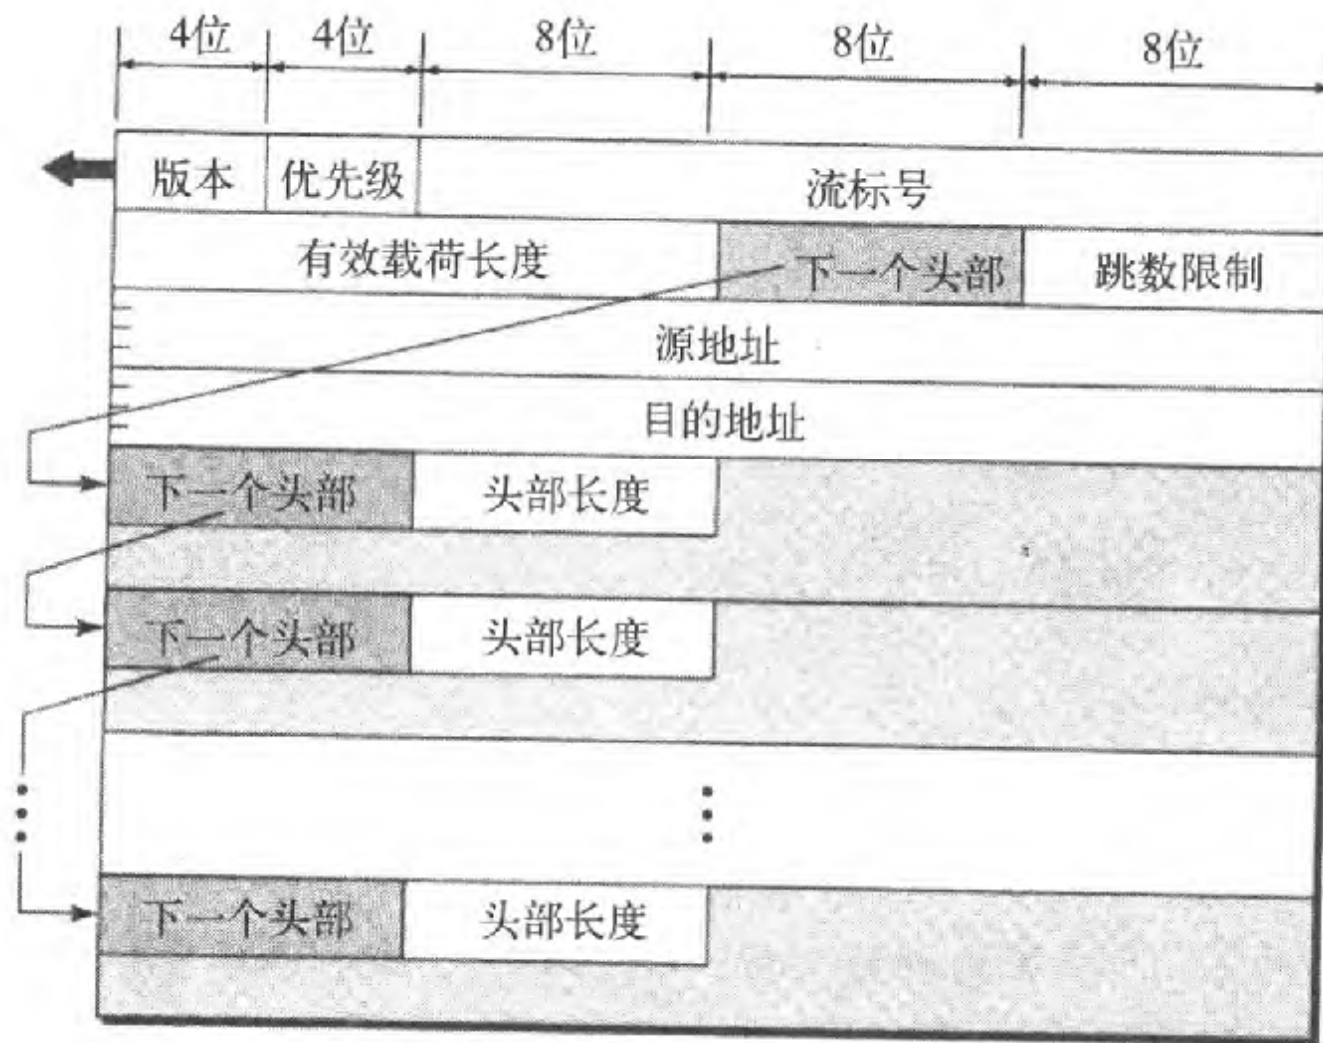 4位 4位 8位 8位 8位
版本 优先级 流标号
有效载荷长度 下一个头部 跳数限制
源地址
目的地址
下一个头部 头部长度
下一个头部 头部长度
下一个头部 头部长度